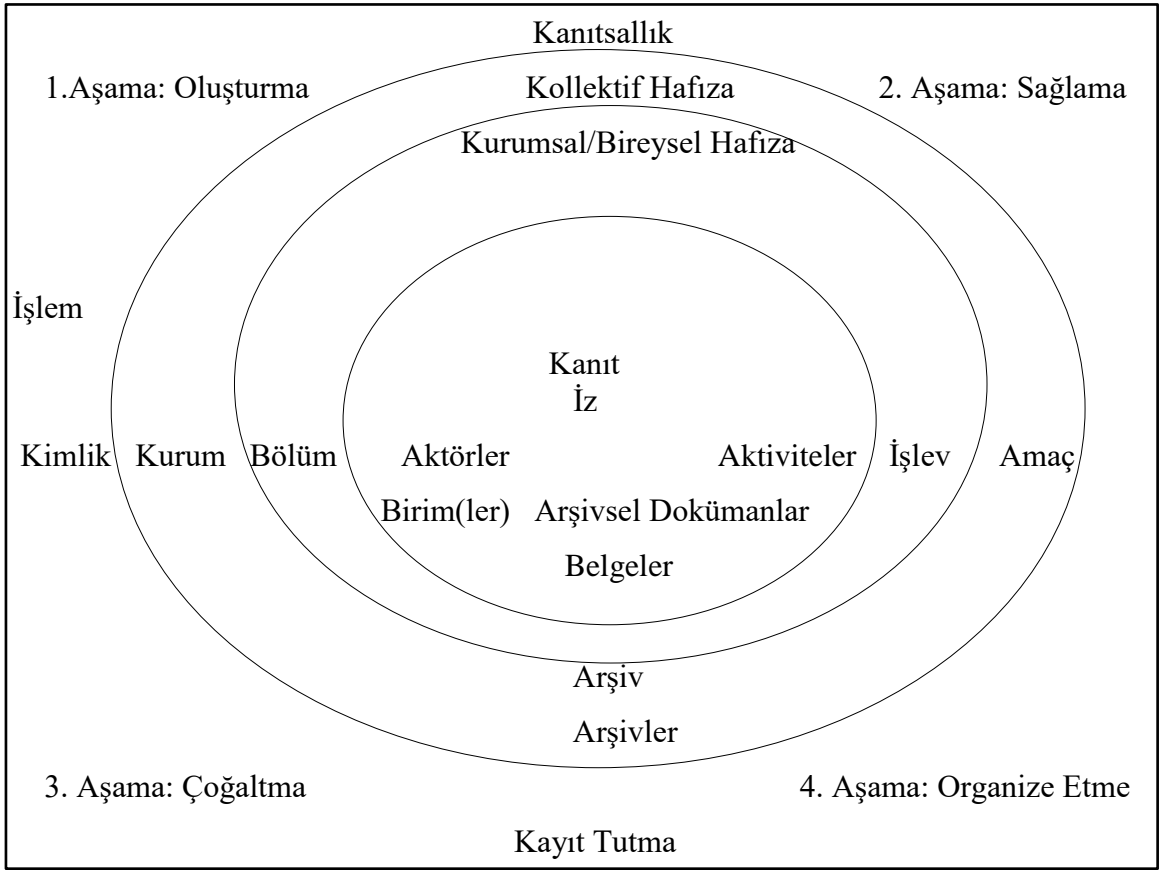 Kanıtsallık
1.Aşama: Oluşturma Kollektif Hafıza 2. Aşama: Sağlama
Kurumsal/Bireysel Hafıza
İşlem
Kanıt
İz
Kimlik Kurum Bölüm Aktörler Aktiviteler İşlev Amaç
Birim(ler) Arşivsel Dokümanlar
Belgeler
Arşiv
Arşivler
3. Aşama: Çoğaltma 4. Aşama: Organize Etme
Kayıt Tutma